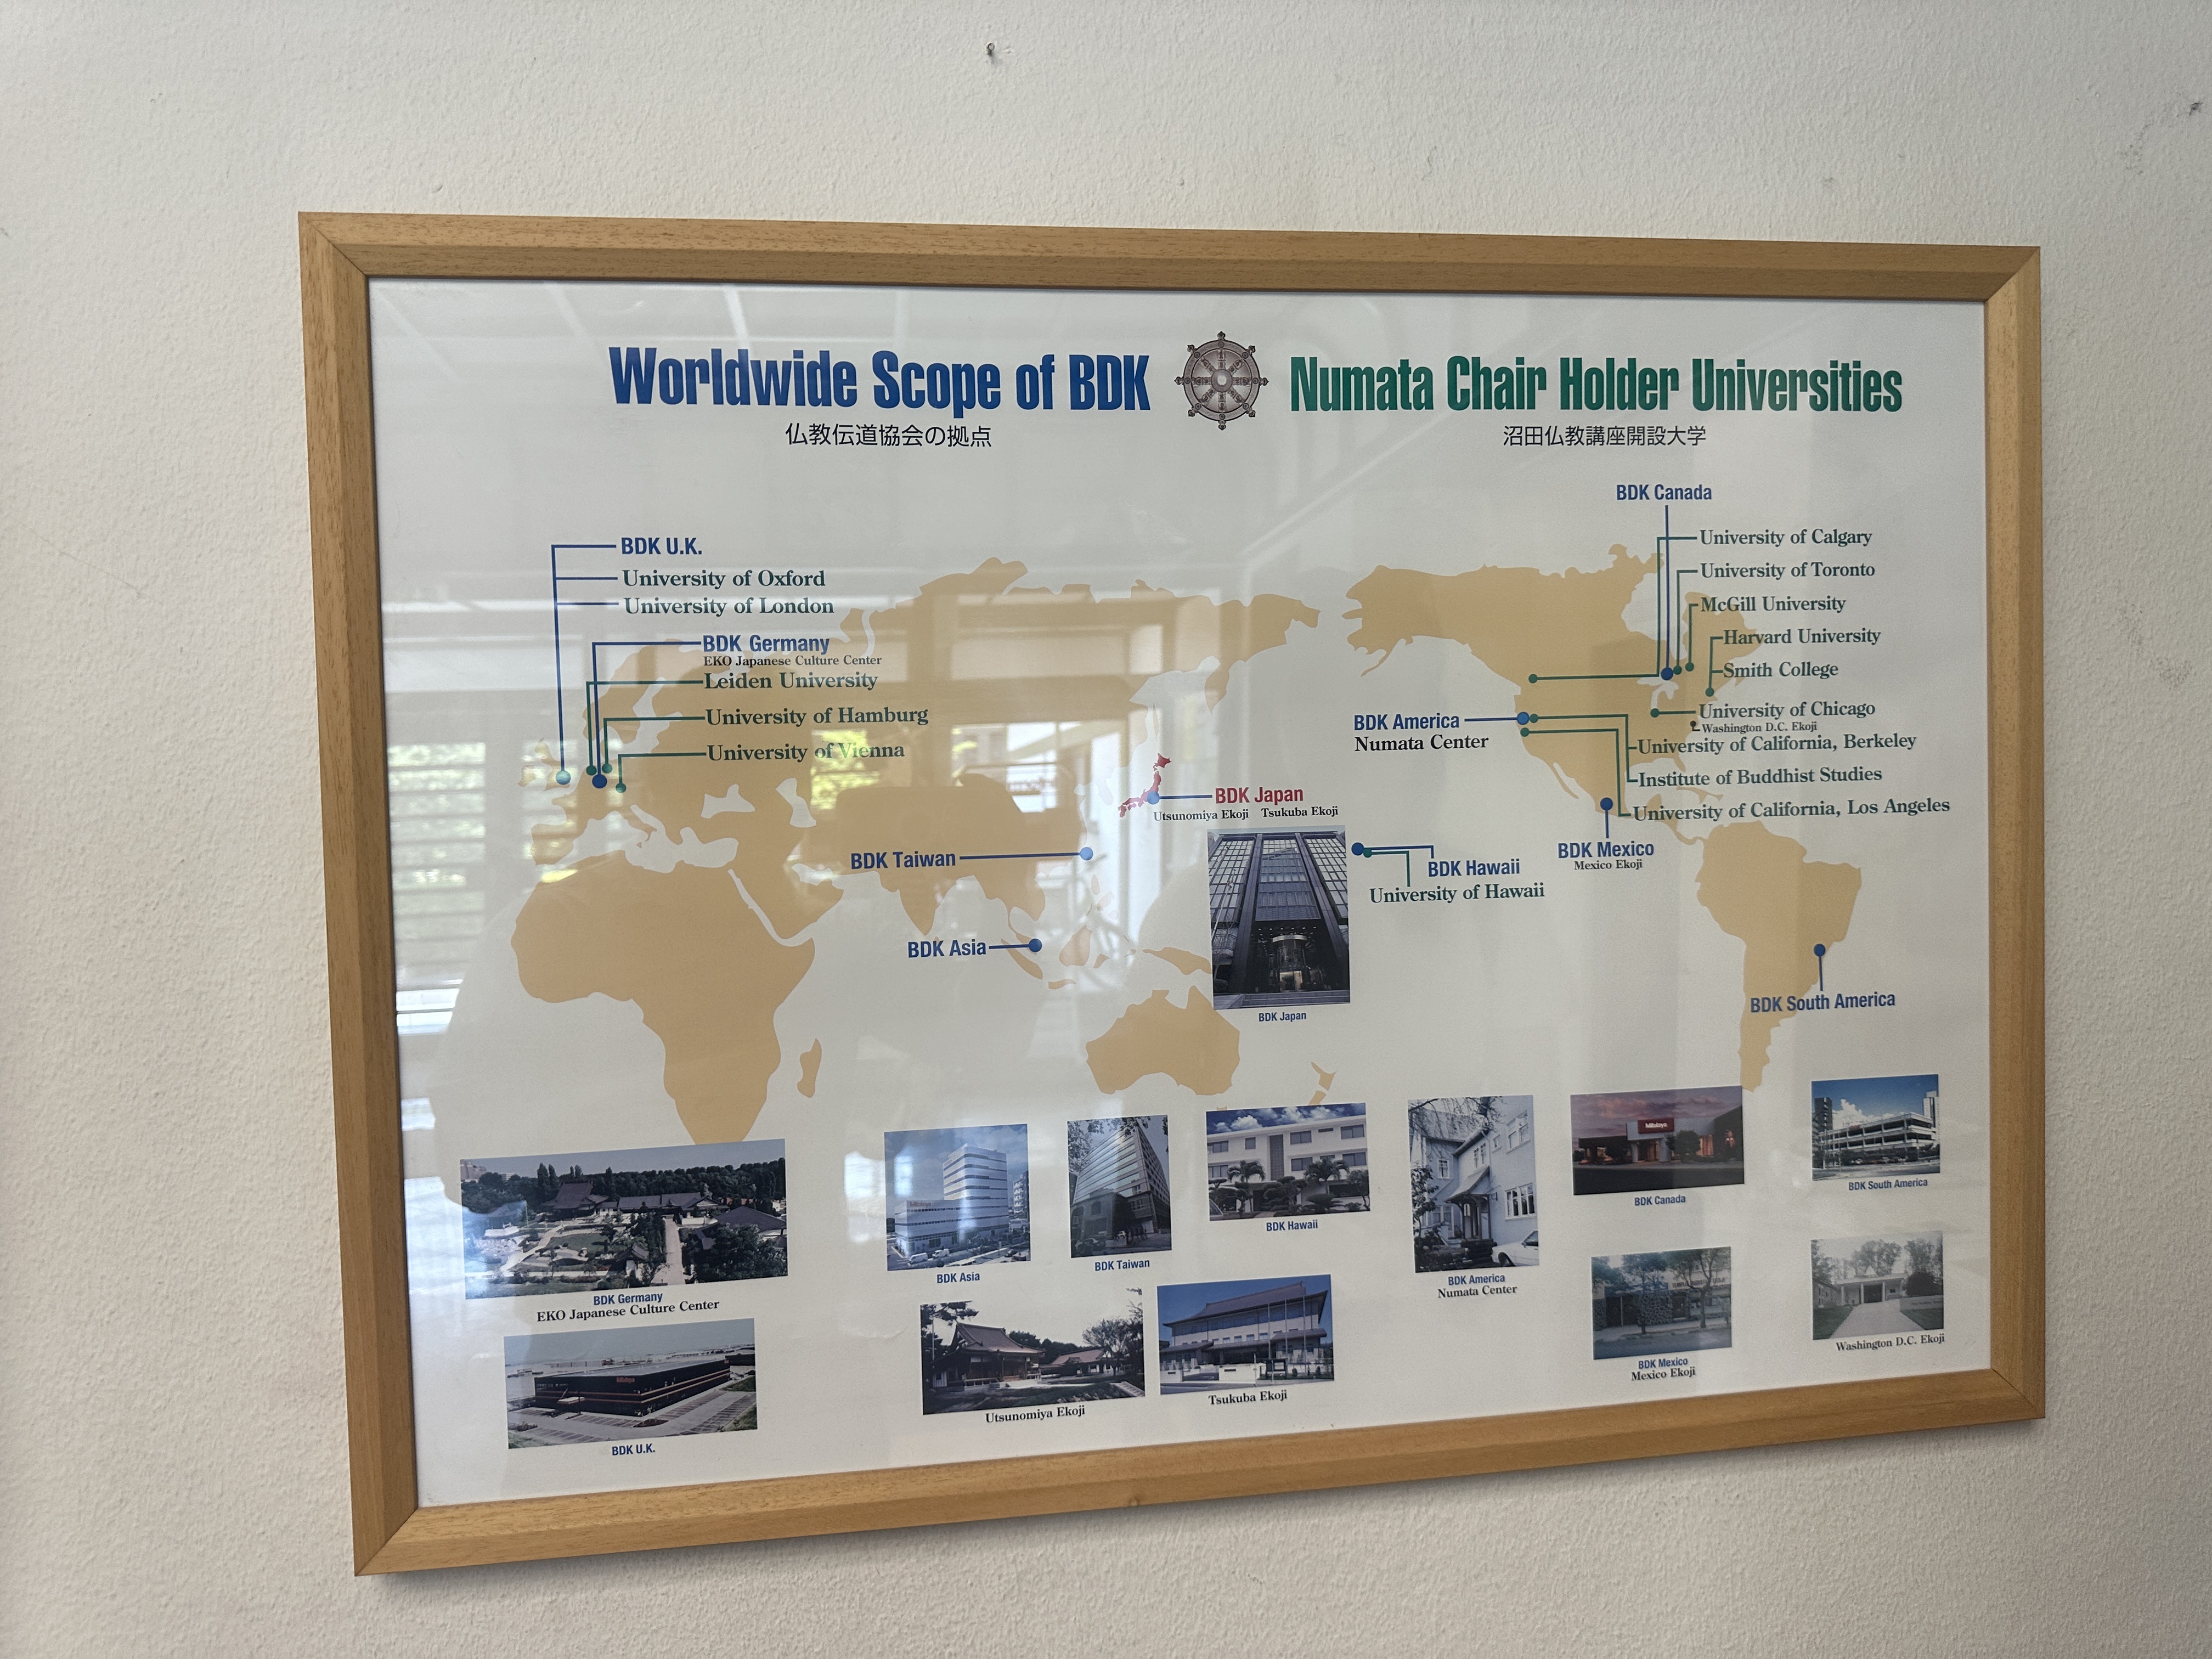 Worldwide Scope of BDK
仏教伝道協会の拠点
Numata Chair Holder Universities
沼田仏教講座開設大学
BDK U.K.
University of Oxford
University of London
BDK Germany
EKO Japanese Culture Center
Leiden University
University of Hamburg
University of Vienna
BDK Taiwan
BDK Asia
BDK Japan
Utsunomiya Ekoji Tsukuba Ekoji
BDK Japan
BDK Hawaii
University of Hawaii
BDK Canada
University of Calgary
University of Toronto
McGill University
Harvard University
Smith College
University of Chicago
Washington D.C. Ekoji
BDK America
Numata Center
University of California, Berkeley
Institute of Buddhist Studies
University of California, Los Angeles
BDK Mexico
Mexico Ekoji
BDK South America
BDK Germany
EKO Japanese Culture Center
BDK U.K.
BDK Asia
BDK Taiwan
BDK Hawaii
Utsunomiya Ekoji
Tsukuba Ekoji
BDK America
Numata Center
Mitutoyo
BDK Canada
BDK South America
BDK Mexico
Mexico Ekoji
Washington D.C. Ekoji